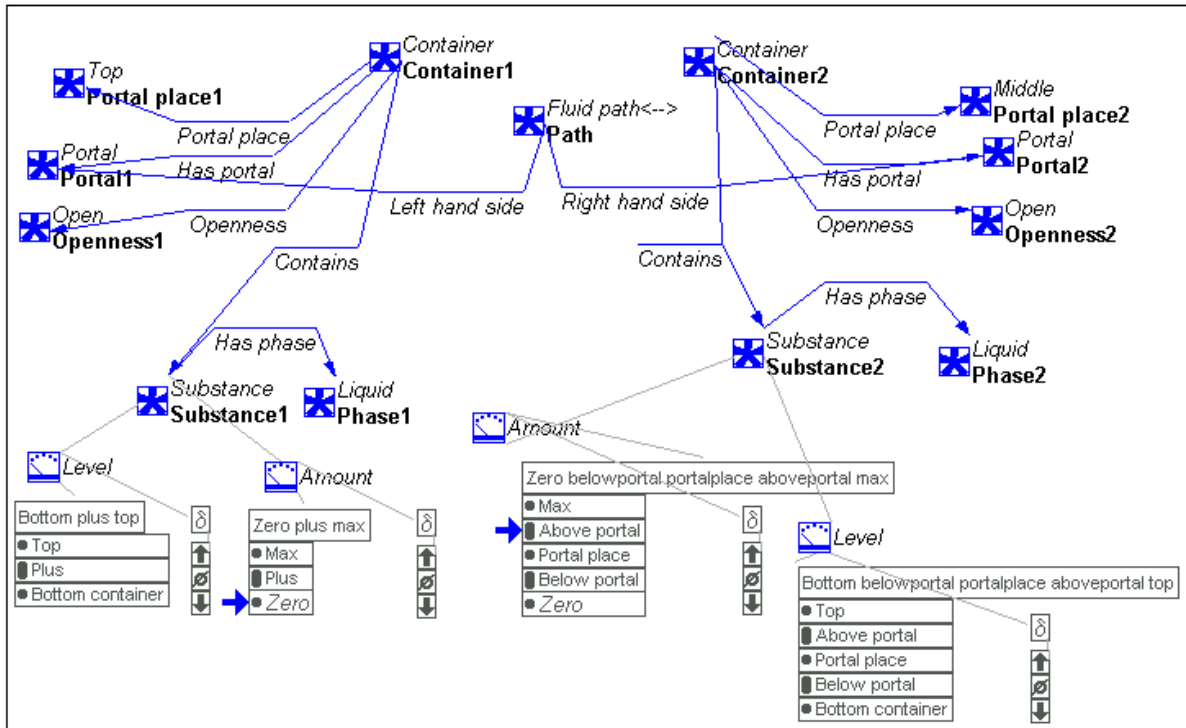 Container
Container1
Container
Container2
Top
Portal place1
Middle
Portal place2
Fluid path<-->
Path
Portal place
Portal place
Portal
Portal1
Has portal
Portal
Portal2
Has portal
Left hand side
Right hand side
Open
Openness1
Openness
Openness
Open
Openness2
Contains
Contains
Has phase
Has phase
Substance
Substance1
Liquid
Phase1
Substance
Substance2
Liquid
Phase2
Level
Amount
Amount
Level
Bottom plus top
δ
Top
Plus
Bottom container
Zero plus max
δ
Max
Plus
Zero
Zero belowportal portalplace aboveportal max
δ
Max
Above portal
Portal place
Below portal
Zero
Bottom belowportal portalplace aboveportal top
δ
Top
Above portal
Portal place
Below portal
Bottom container